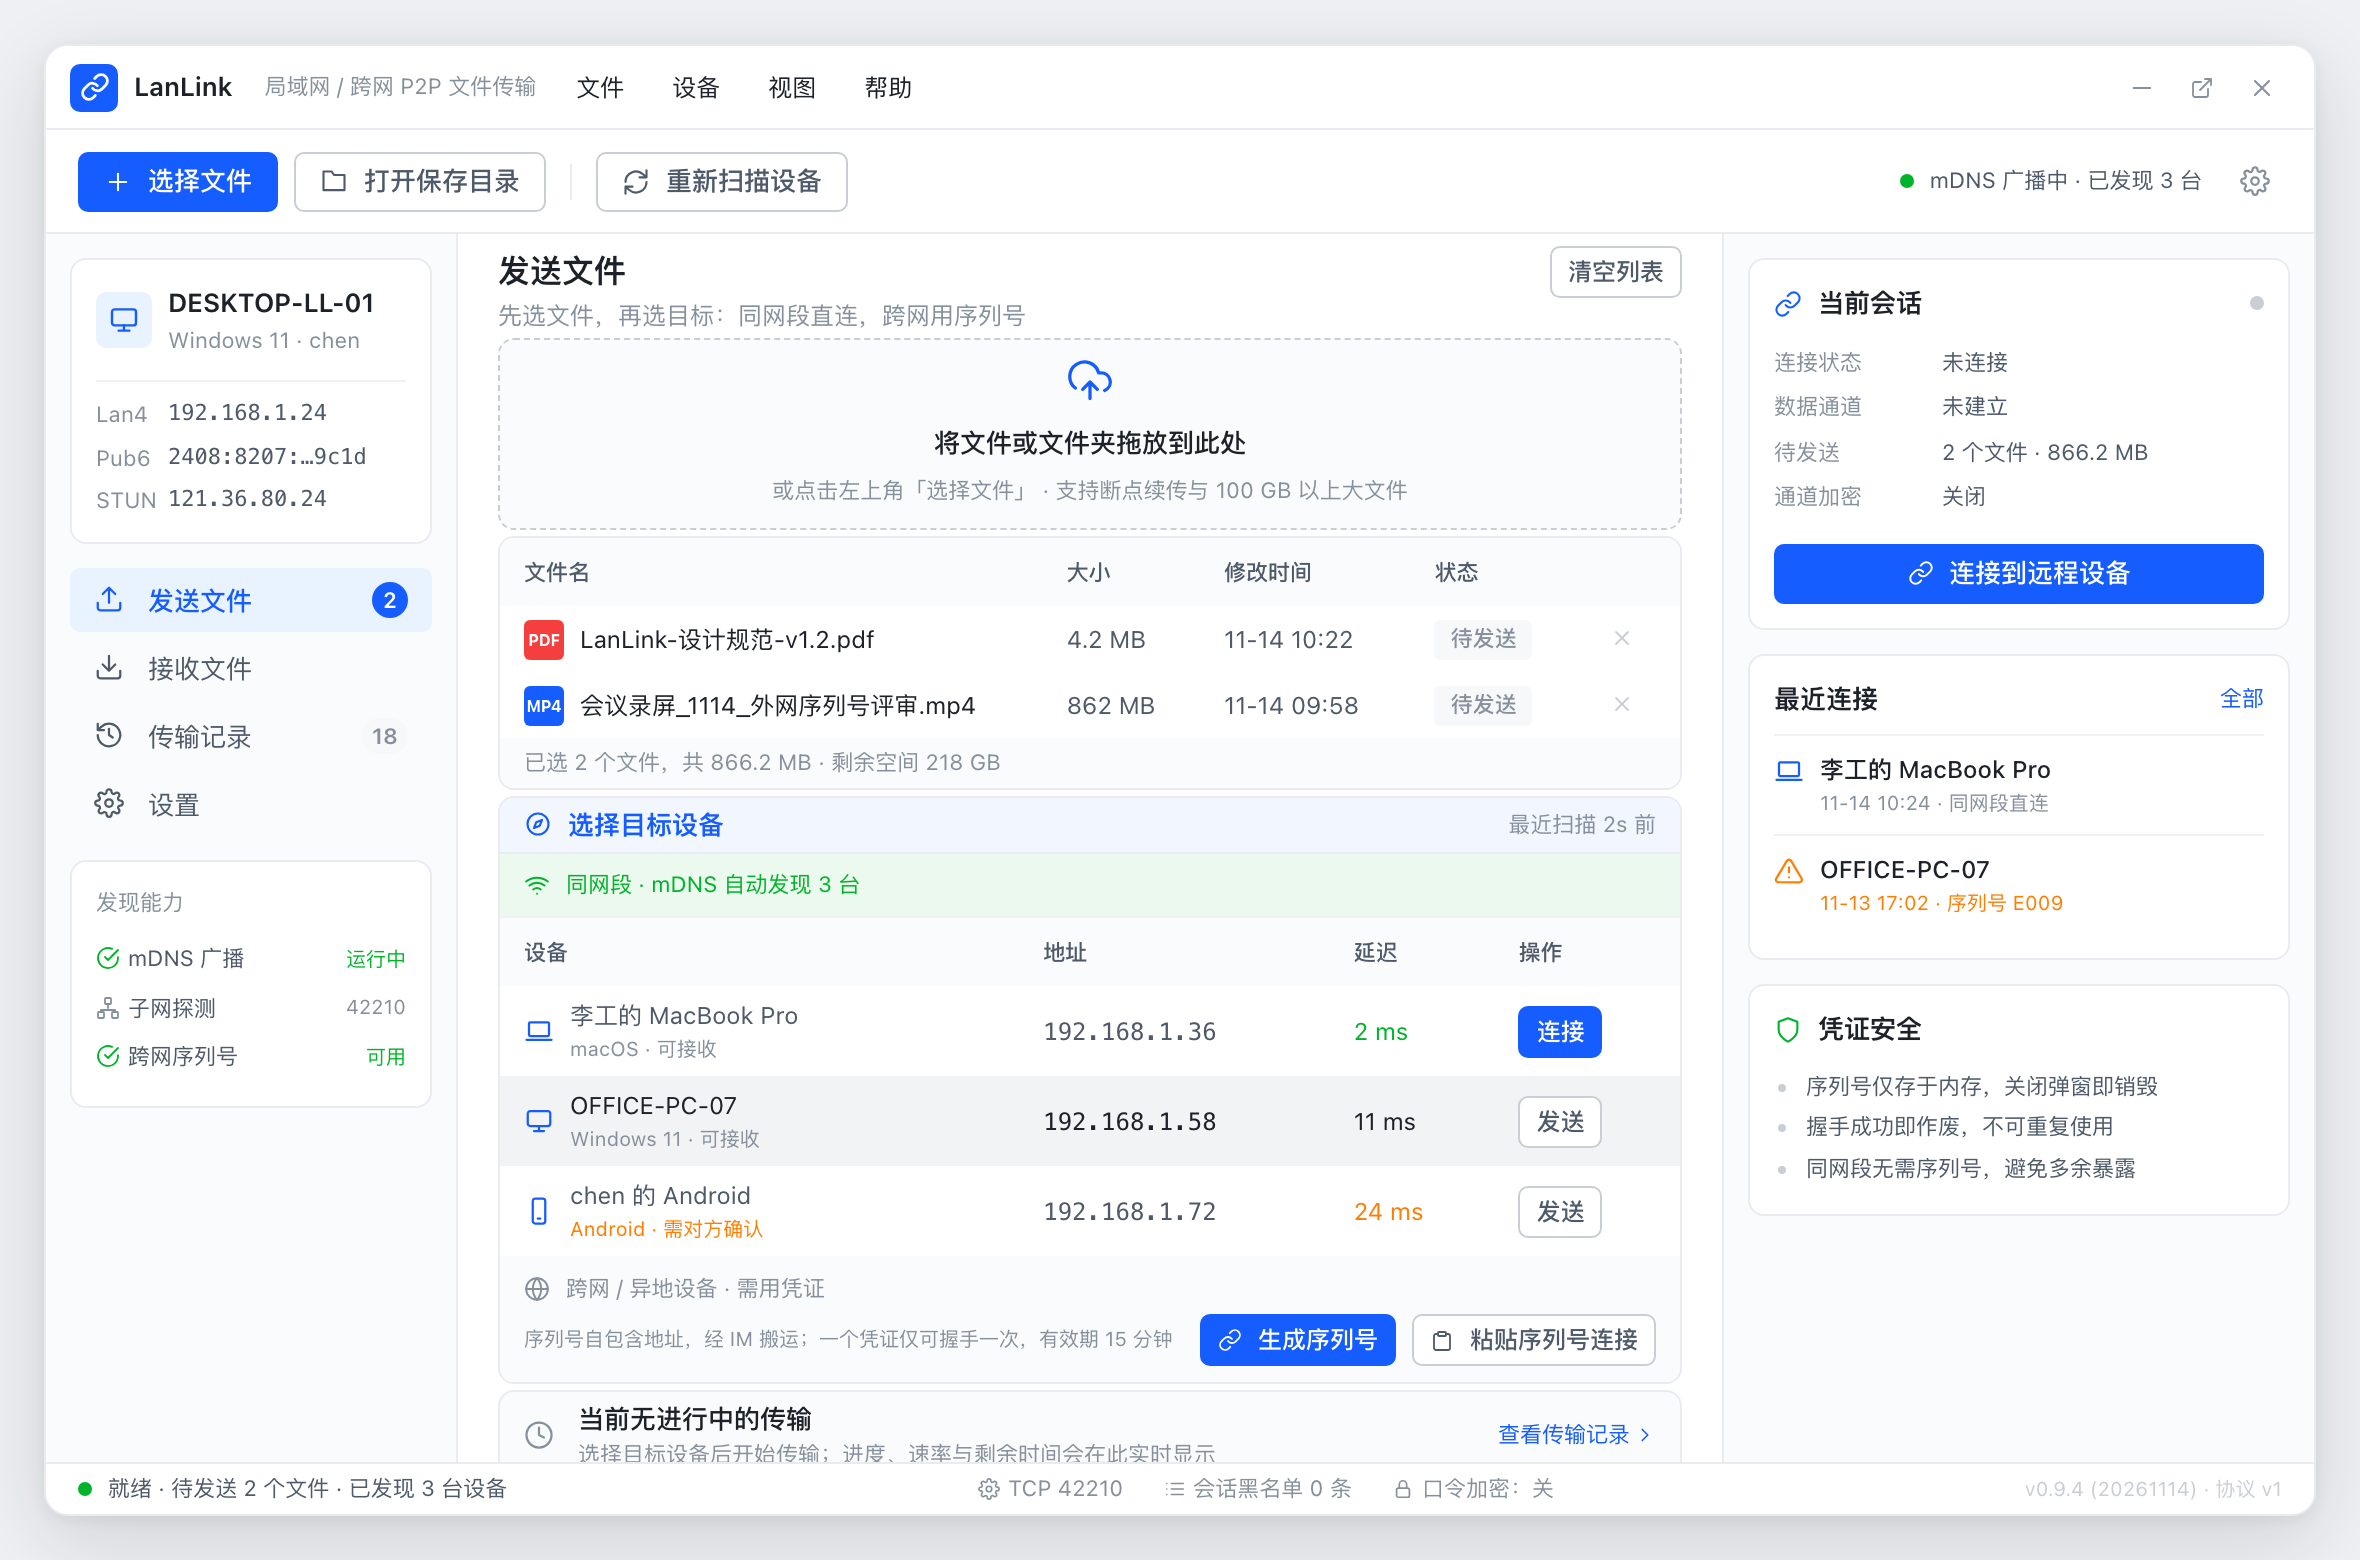 LanLink 局域网 / 跨网 P2P 文件传输 文件 设备 视图 帮助
选择文件 打开保存目录 重新扫描设备 mDNS 广播中 · 已发现 3 台
DESKTOP-LL-01
Windows 11 · chen
Lan4 192.168.1.24
Pub6 2408:8207:…9c1d
STUN 121.36.80.24
发送文件 2
接收文件
传输记录 18
设置
发现能力
mDNS 广播 运行中
子网探测 42210
跨网序列号 可用
发送文件 清空列表
先选文件，再选目标：同网段直连，跨网用序列号
将文件或文件夹拖放到此处
或点击左上角「选择文件」 · 支持断点续传与 100 GB 以上大文件
文件名 大小 修改时间 状态
PDF LanLink-设计规范-v1.2.pdf 4.2 MB 11-14 10:22 待发送
MP4 会议录屏_1114_外网序列号评审.mp4 862 MB 11-14 09:58 待发送
已选 2 个文件，共 866.2 MB · 剩余空间 218 GB
选择目标设备 最近扫描 2s 前
同网段 · mDNS 自动发现 3 台
设备 地址 延迟 操作
李工的 MacBook Pro
macOS · 可接收
192.168.1.36 2 ms 连接
OFFICE-PC-07
Windows 11 · 可接收
192.168.1.58 11 ms 发送
chen 的 Android
Android · 需对方确认
192.168.1.72 24 ms 发送
跨网 / 异地设备 · 需用凭证
序列号自包含地址，经 IM 搬运；一个凭证仅可握手一次，有效期 15 分钟 生成序列号 粘贴序列号连接
当前无进行中的传输
选择目标设备后开始传输；进度、速率与剩余时间会在此实时显示
查看传输记录
当前会话
连接状态 未连接
数据通道 未建立
待发送 2 个文件 · 866.2 MB
通道加密 关闭
连接到远程设备
最近连接 全部
李工的 MacBook Pro
11-14 10:24 · 同网段直连
OFFICE-PC-07
11-13 17:02 · 序列号 E009
凭证安全
序列号仅存于内存，关闭弹窗即销毁
握手成功即作废，不可重复使用
同网段无需序列号，避免多余暴露
就绪 · 待发送 2 个文件 · 已发现 3 台设备 TCP 42210 会话黑名单 0 条 口令加密：关 v0.9.4 (20261114) · 协议 v1